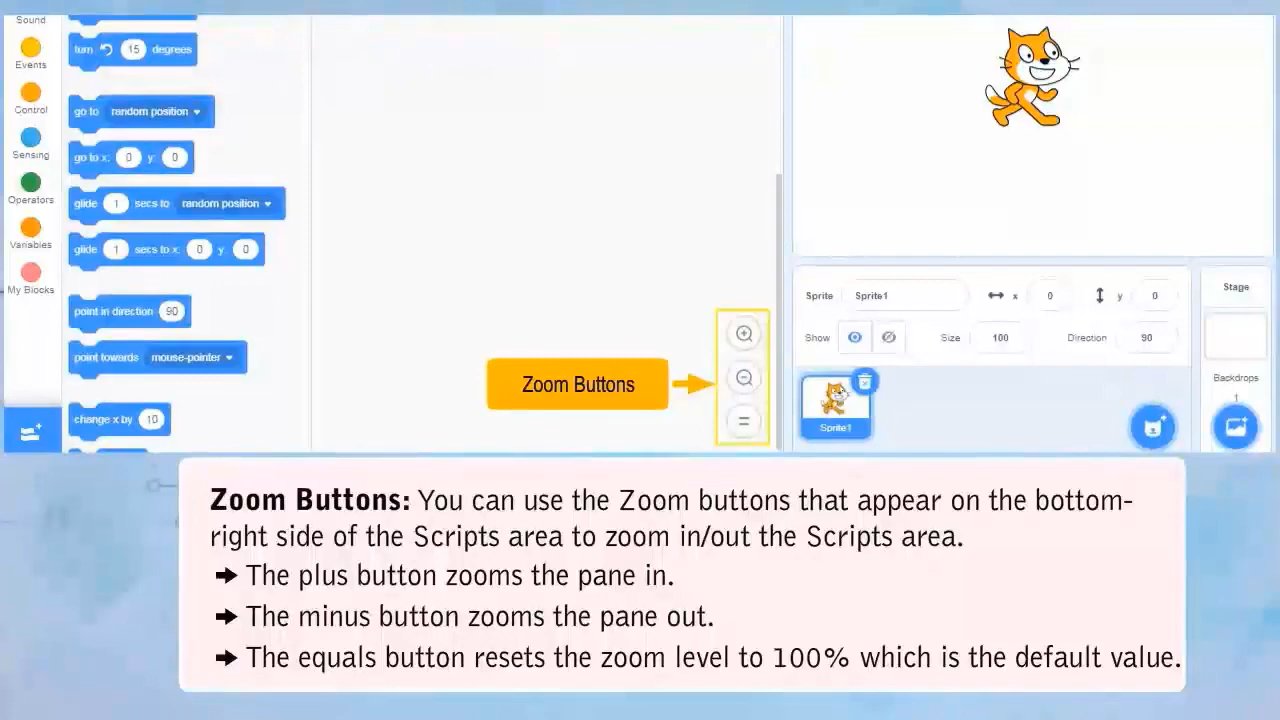 Sound
Events
Control
Sensing
Operators
Variables
My Blocks
turn 15 degrees
go to random position
go to x: 0 y: 0
glide 1 secs to random position
glide 1 secs to x: 0 y: 0
point in direction 90
point towards mouse-pointer
change x by 10
Zoom Buttons
Sprite Sprite1 x 0 y 0
Show Size 100 Direction 90
Sprite1
Stage
Backdrops
1
Zoom Buttons: You can use the Zoom buttons that appear on the bottom-
right side of the Scripts area to zoom in/out the Scripts area.
➔ The plus button zooms the pane in.
➔ The minus button zooms the pane out.
➔ The equals button resets the zoom level to 100% which is the default value.